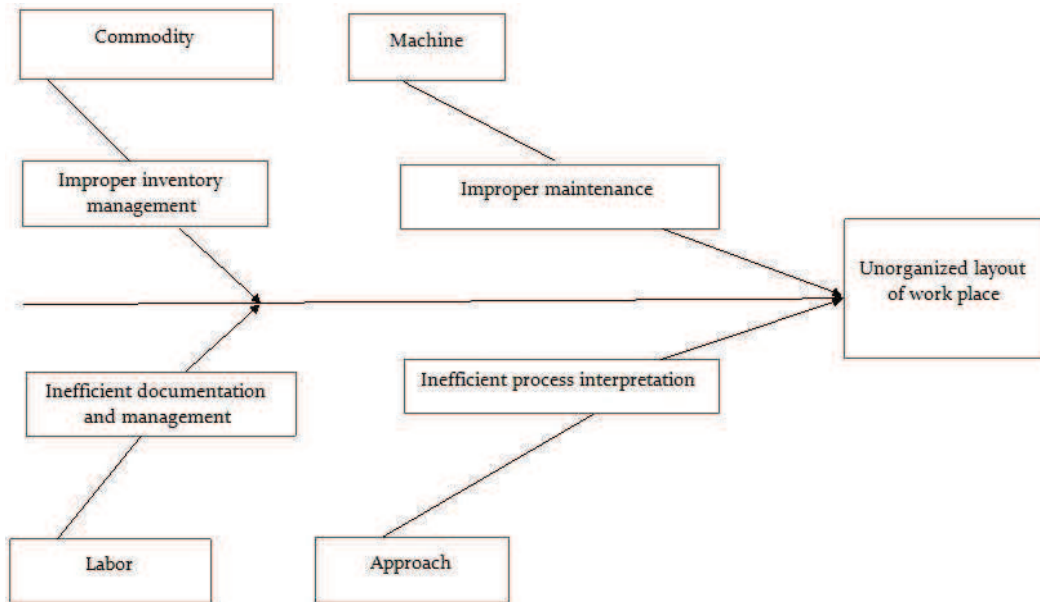 Commodity
Machine
Improper inventory
management
Improper maintenance
Unorganized layout
of work place
Inefficient documentation
and management
Inefficient process interpretation
Labor
Approach